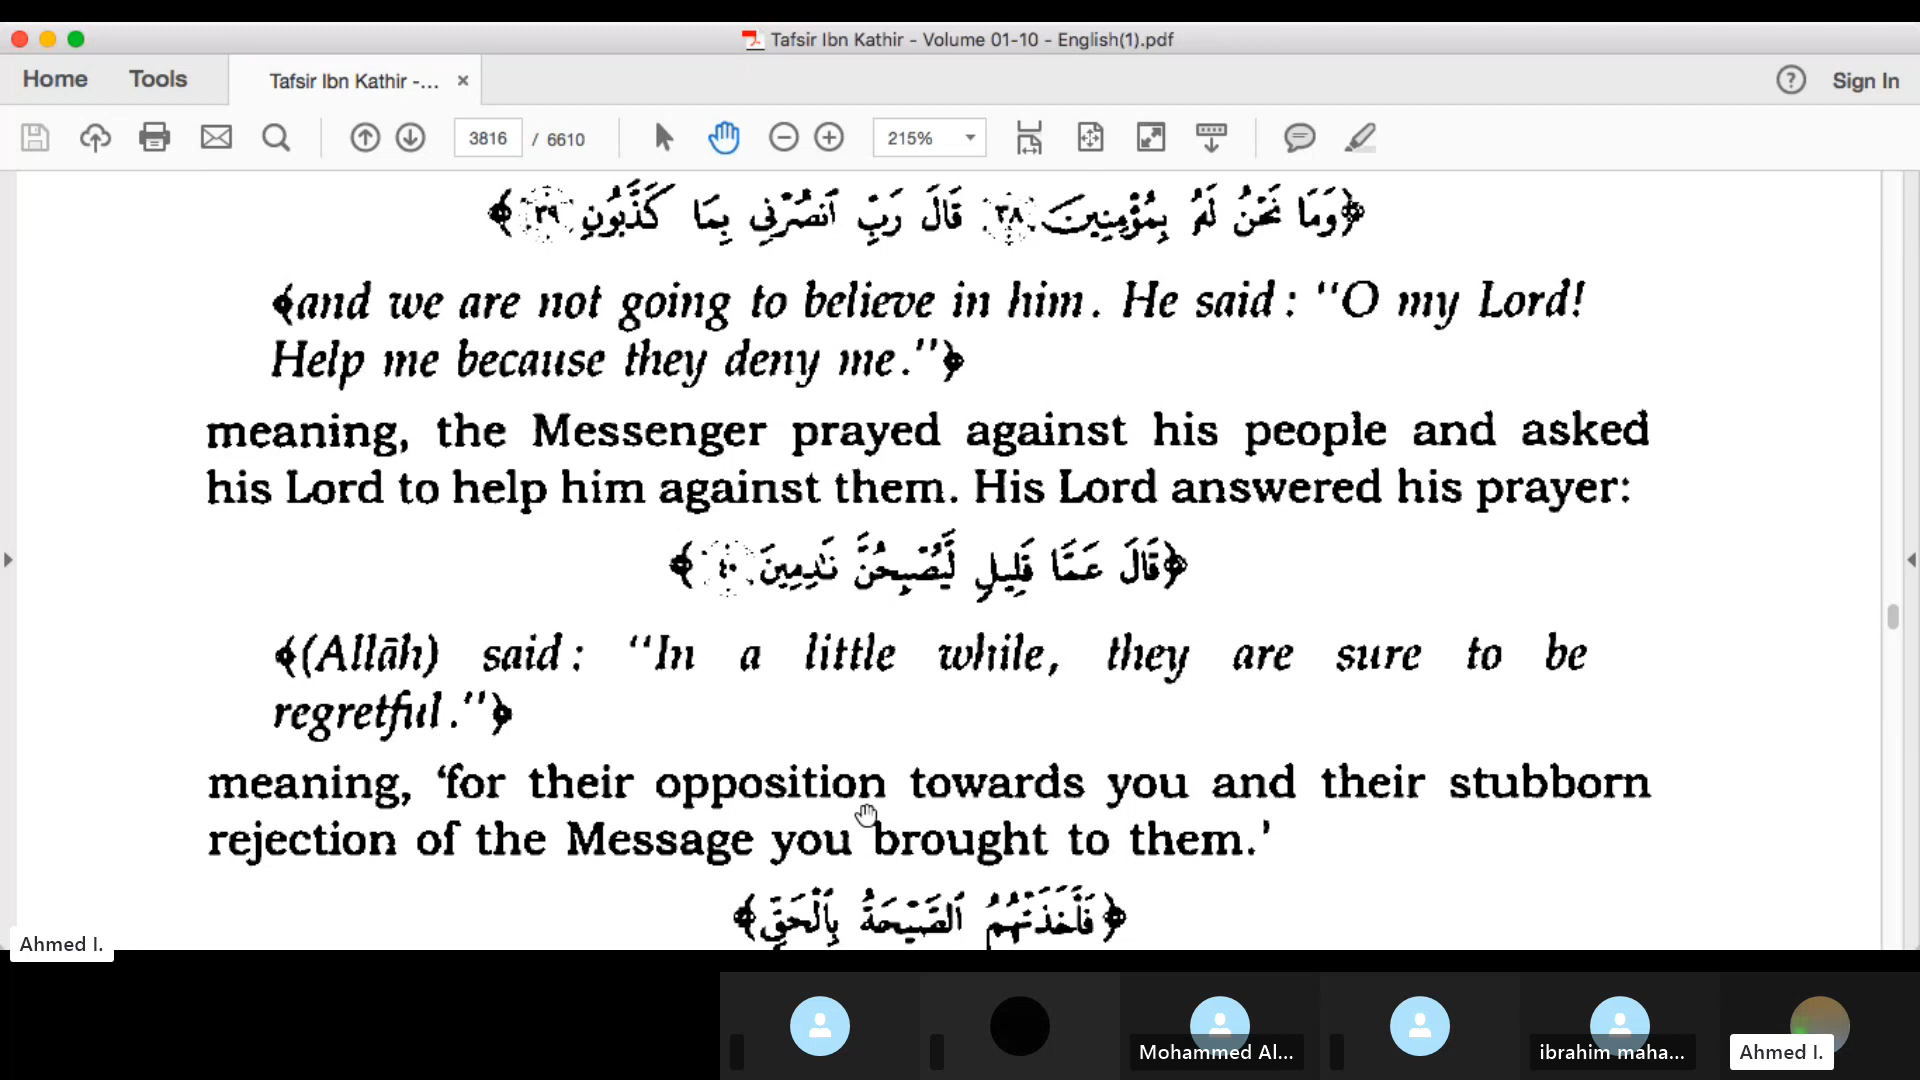 Tafsir Ibn Kathir - Volume 01-10 - English(1).pdf
Home Tools Tafsir Ibn Kathir -... × ? Sign In
3816 / 6610 215%
﴿وَمَا نَحْنُ لَهُ بِمُؤْمِنِينَ ٣٨ قَالَ رَبِّ ٱنصُرْنِى بِمَا كَذَّبُونِ ٣٩﴾
﴾and we are not going to believe in him. He said: "O my Lord!
Help me because they deny me."﴿
meaning, the Messenger prayed against his people and asked
his Lord to help him against them. His Lord answered his prayer:
﴿قَالَ عَمَّا قَلِيلٍ لَّيُصْبِحُنَّ نَٰدِمِينَ ٤٠﴾
﴾(Allāh) said: "In a little while, they are sure to be
regretful."﴿
meaning, 'for their opposition towards you and their stubborn
rejection of the Message you brought to them.'
﴿فَأَخَذَتْهُمُ ٱلصَّيْحَةُ بِٱلْحَقِّ﴾
Ahmed I.
Mohammed Al... ibrahim maha... Ahmed I.